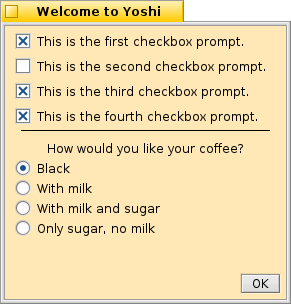 Welcome to Yoshi
This is the first checkbox prompt.
This is the second checkbox prompt.
This is the third checkbox prompt.
This is the fourth checkbox prompt.
How would you like your coffee?
Black
With milk
With milk and sugar
Only sugar, no milk
OK